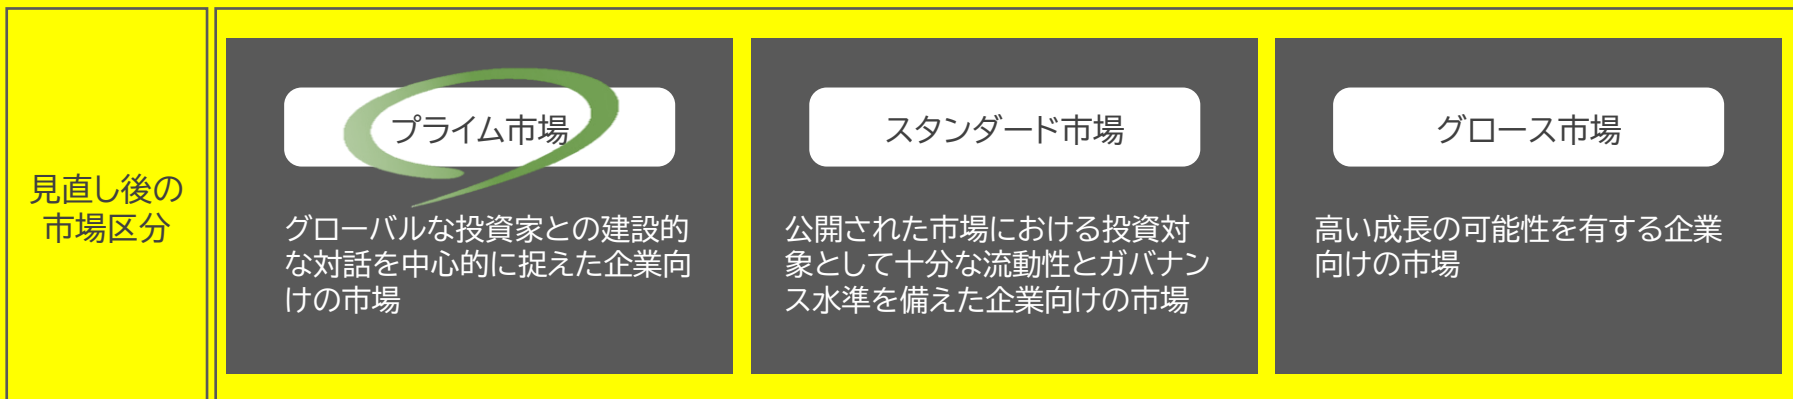 見直し後の
市場区分
プライム市場
グローバルな投資家との建設的
な対話を中心的に捉えた企業向
けの市場
スタンダード市場
公開された市場における投資対
象として十分な流動性とガバナン
ス水準を備えた企業向けの市場
グロース市場
高い成長の可能性を有する企業
向けの市場